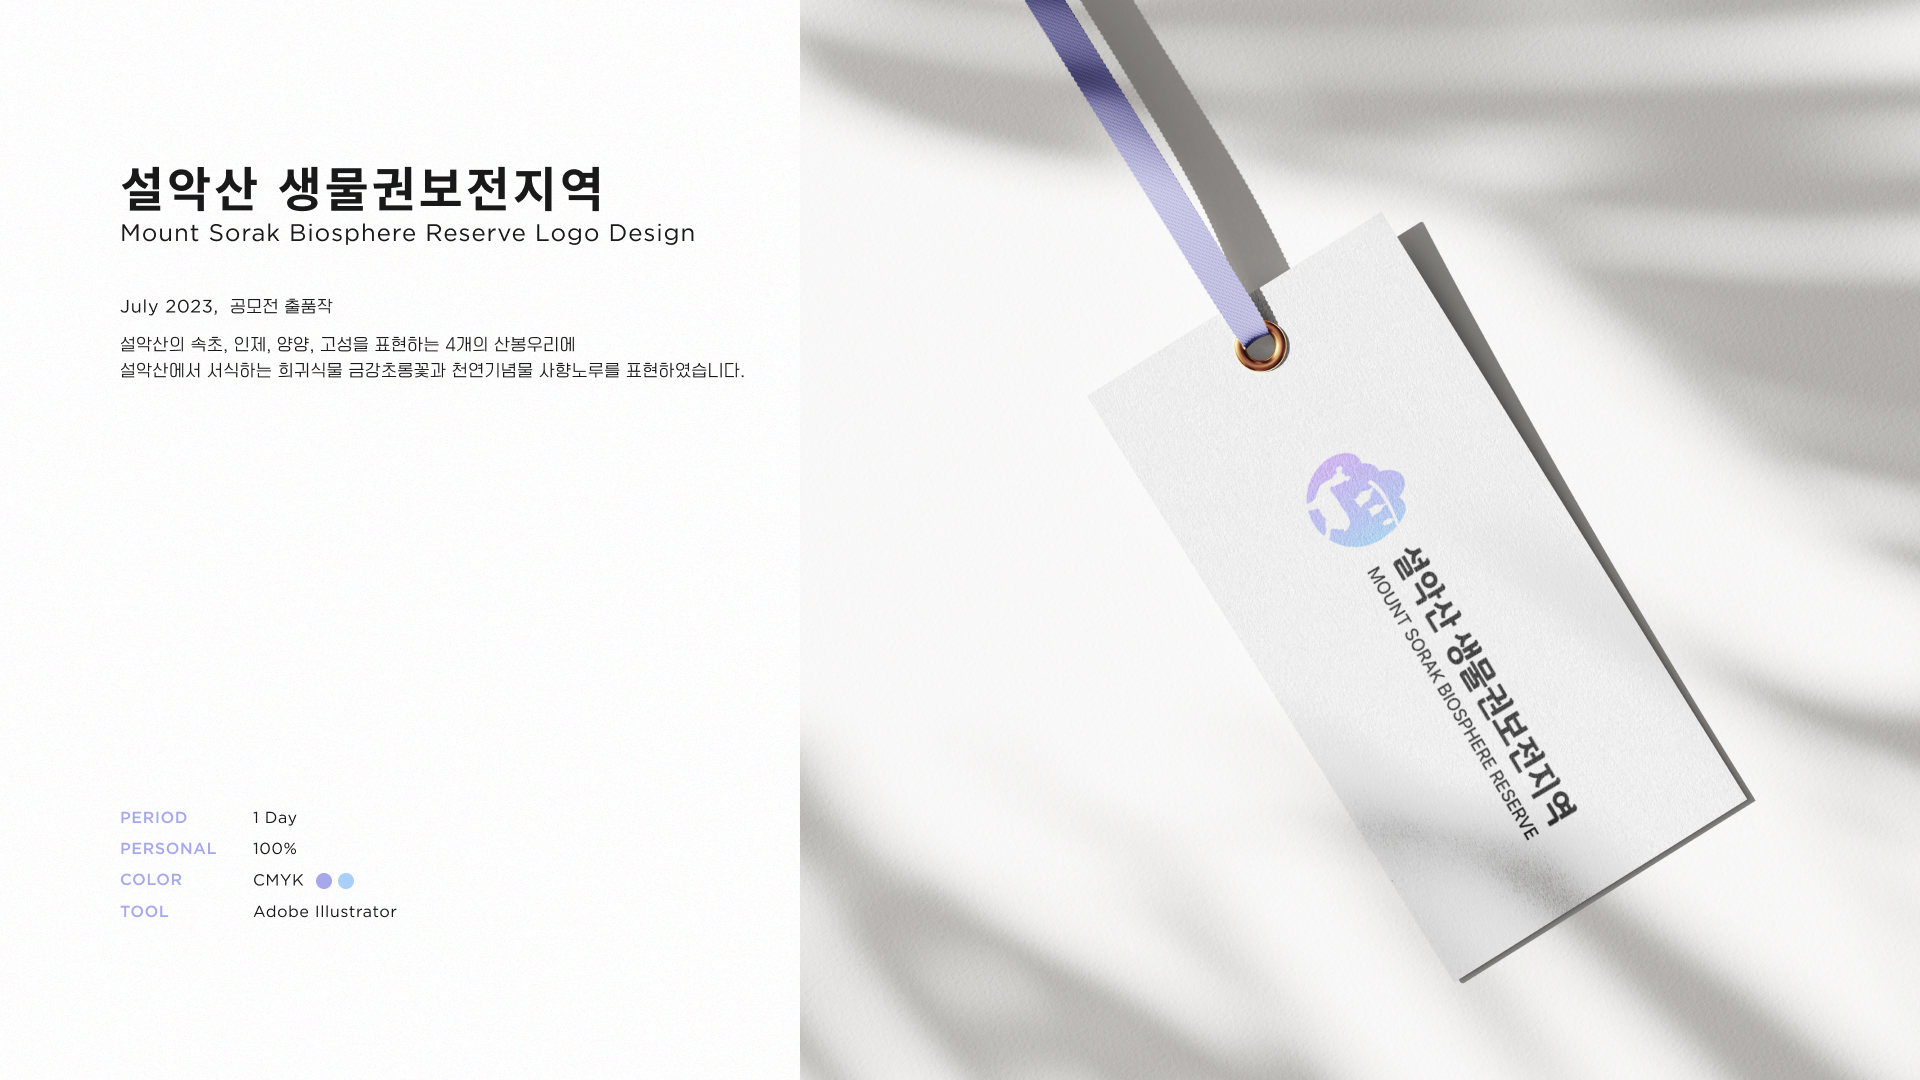 설악산 생물권보전지역
Mount Sorak Biosphere Reserve Logo Design
July 2023, 공모전 출품작
설악산의 속초, 인제, 양양, 고성을 표현하는 4개의 산봉우리에
설악산에서 서식하는 희귀식물 금강초롱꽃과 천연기념물 사향노루를 표현하였습니다.
PERIOD 1 Day
PERSONAL 100%
COLOR CMYK
TOOL Adobe Illustrator
설악산 생물권보전지역
MOUNT SORAK BIOSPHERE RESERVE